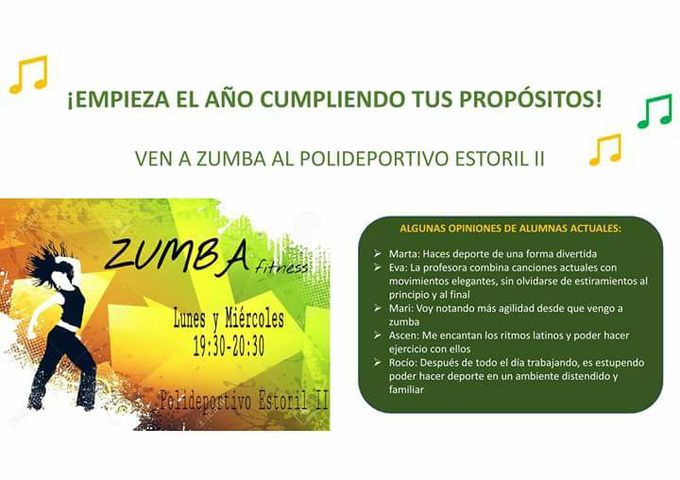 ¡EMPIEZA EL AÑO CUMPLIENDO TUS PROPÓSITOS!
VEN A ZUMBA AL POLIDEPORTIVO ESTORIL II
ZUMBA
fitness
Lunes y Miércoles
19:30-20:30
Polideportivo Estoril II
ALGUNAS OPINIONES DE ALUMNAS ACTUALES:
➢ Marta: Haces deporte de una forma divertida
➢ Eva: La profesora combina canciones actuales con
movimientos elegantes, sin olvidarse de estiramientos al
principio y al final
➢ Mari: Voy notando más agilidad desde que vengo a
zumba
➢ Ascen: Me encantan los ritmos latinos y poder hacer
ejercicio con ellos
➢ Rocío: Después de todo el día trabajando, es estupendo
poder hacer deporte en un ambiente distendido y
familiar